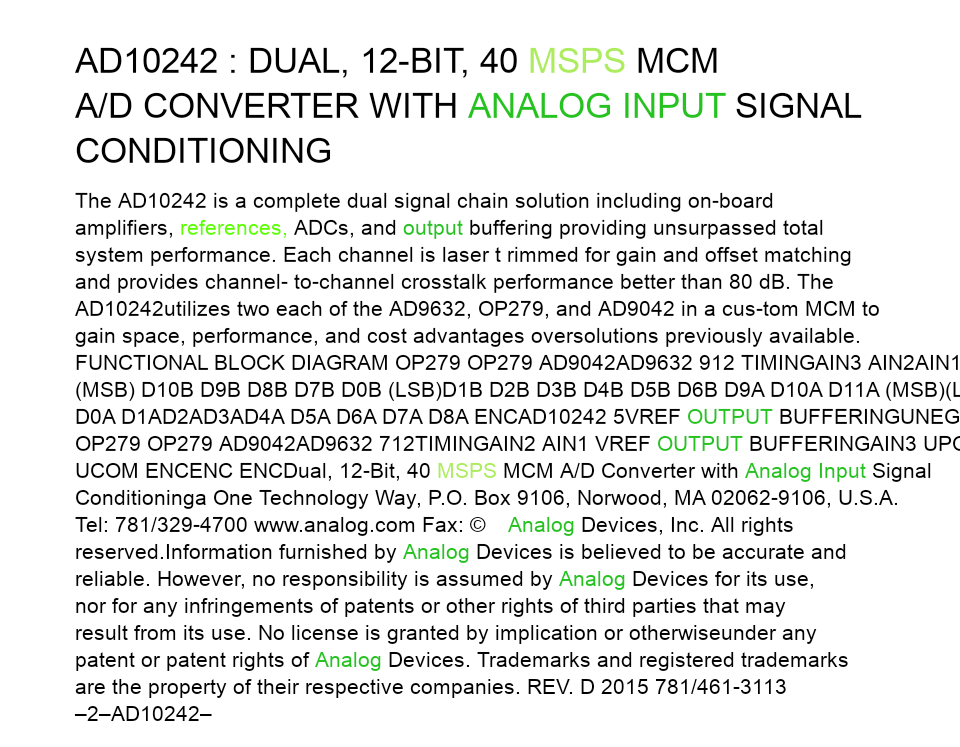 AD10242 : DUAL, 12-BIT, 40 MSPS MCM
A/D CONVERTER WITH ANALOG INPUT SIGNAL
CONDITIONING
The AD10242 is a complete dual signal chain solution including on-board
amplifiers, references, ADCs, and output buffering providing unsurpassed total
system performance. Each channel is laser t rimmed for gain and offset matching
and provides channel- to-channel crosstalk performance better than 80 dB. The
AD10242utilizes two each of the AD9632, OP279, and AD9042 in a cus-tom MCM to
gain space, performance, and cost advantages oversolutions previously available.
FUNCTIONAL BLOCK DIAGRAM OP279 OP279 AD9042AD9632 912 TIMINGAIN3 AIN2AIN1
(MSB) D10B D9B D8B D7B D0B (LSB)D1B D2B D3B D4B D5B D6B D9A D10A D11A (MSB)(L
D0A D1AD2AD3AD4A D5A D6A D7A D8A ENCAD10242 5VREF OUTPUT BUFFERINGUNEG
OP279 OP279 AD9042AD9632 712TIMINGAIN2 AIN1 VREF OUTPUT BUFFERINGAIN3 UPO
UCOM ENCENC ENCDual, 12-Bit, 40 MSPS MCM A/D Converter with Analog Input Signal
Conditioninga One Technology Way, P.O. Box 9106, Norwood, MA 02062-9106, U.S.A.
Tel: 781/329-4700 www.analog.com Fax: © Analog Devices, Inc. All rights
reserved.Information furnished by Analog Devices is believed to be accurate and
reliable. However, no responsibility is assumed by Analog Devices for its use,
nor for any infringements of patents or other rights of third parties that may
result from its use. No license is granted by implication or otherwiseunder any
patent or patent rights of Analog Devices. Trademarks and registered trademarks
are the property of their respective companies. REV. D 2015 781/461-3113
–2–AD10242–